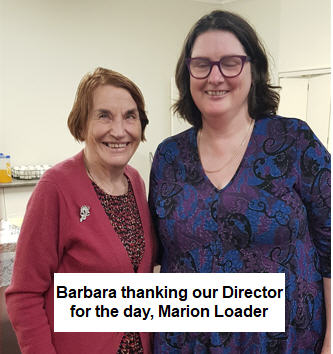 Barbara thanking our Director
for the day, Marion Loader